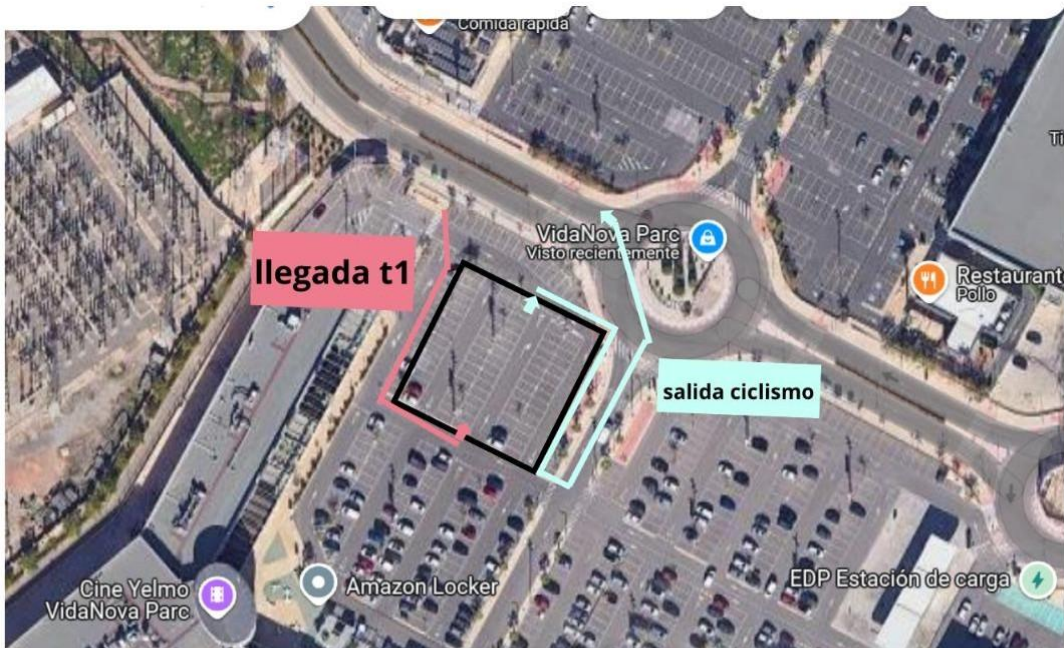 Comida rápida
VidaNova Parc
Visto recientemente
llegada t1
Restaurant
Pollo
salida ciclismo
EDP Estación de carga
Amazon Locker
Cine Yelmo
VidaNova Parc